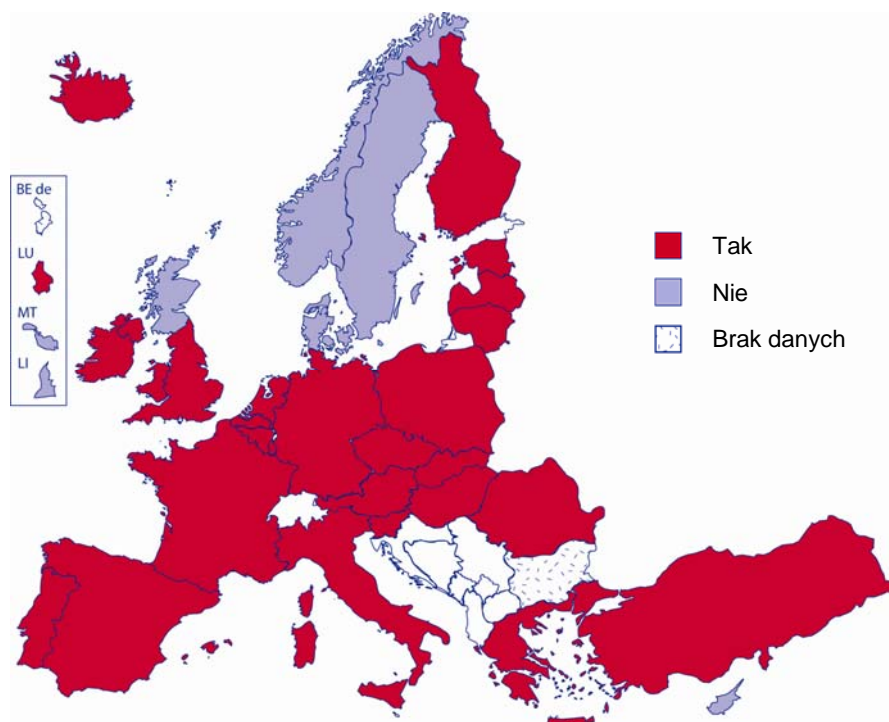 BE de
LU
MT
LI
Tak
Nie
Brak danych